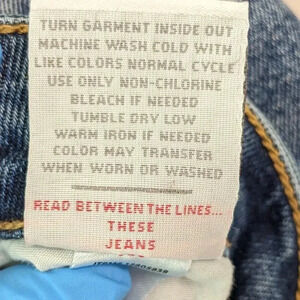 TURN GARMENT INSIDE OUT
MACHINE WASH COLD WITH
LIKE COLORS NORMAL CYCLE
USE ONLY NON-CHLORINE
BLEACH IF NEEDED
TUMBLE DRY LOW
WARM IRON IF NEEDED
COLOR MAY TRANSFER
WHEN WORN OR WASHED
READ BETWEEN THE LINES...
THESE
JEANS